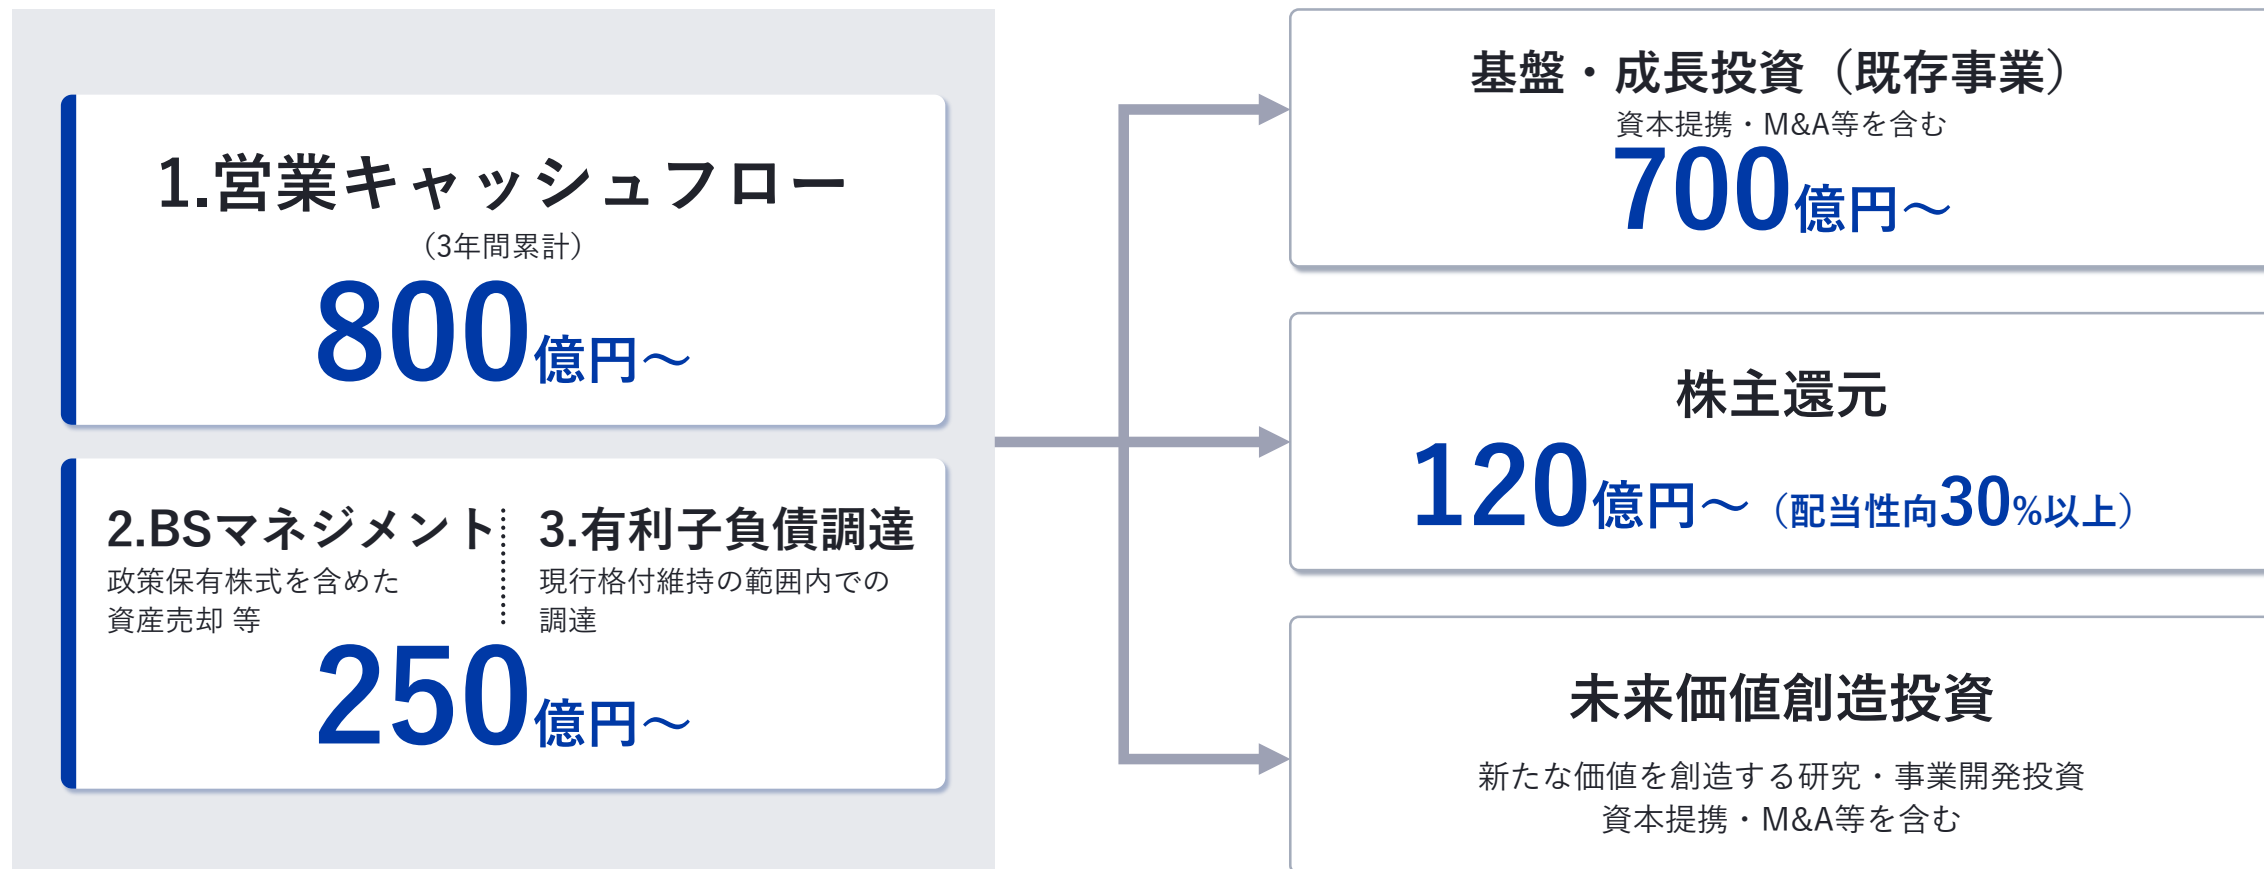 1.営業キャッシュフロー
（3年間累計）
800億円～
2.BSマネジメント
政策保有株式を含めた
資産売却 等
3.有利子負債調達
現行格付維持の範囲内での
調達
250億円～
基盤・成長投資（既存事業）
資本提携・M&A等を含む
700億円～
株主還元
120億円～（配当性向30%以上）
未来価値創造投資
新たな価値を創造する研究・事業開発投資
資本提携・M&A等を含む